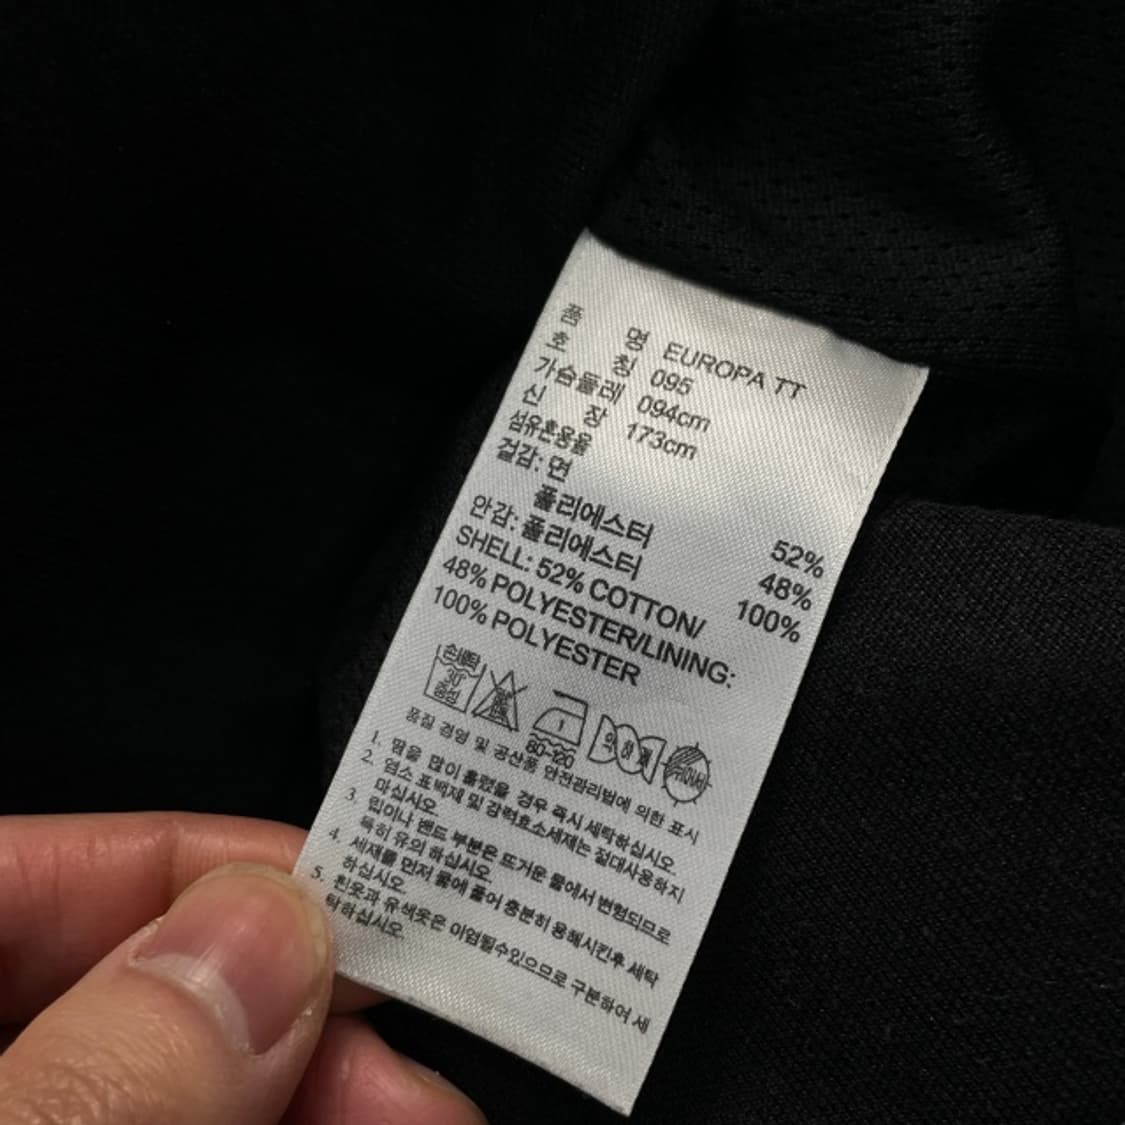 품 명 EUROPA TT
호 칭 095
가슴둘레 094cm
신 장 173cm
섬유혼용율
겉감: 면 52%
폴리에스터 48%
안감: 폴리에스터 100%
SHELL: 52% COTTON/
48% POLYESTER/LINING:
100% POLYESTER
손세탁
30°
중성
80~120
품질 경영 및 공산품 안전관리법에 의한 표시
1. 땀을 많이 흘렸을 경우 즉시 세탁하십시오.
2. 염소 표백제 및 강력효소세제는 절대사용하지
마십시오.
3. 립이나 밴드 부분은 뜨거운 물에서 변형되므로
특히 유의 하십시오.
4. 세재를 먼저 물에 풀어 충분히 용해시킨후 세탁
하십시오.
5. 흰옷과 유색옷은 이염될수있으므로 구분하여 세
탁하십시오.